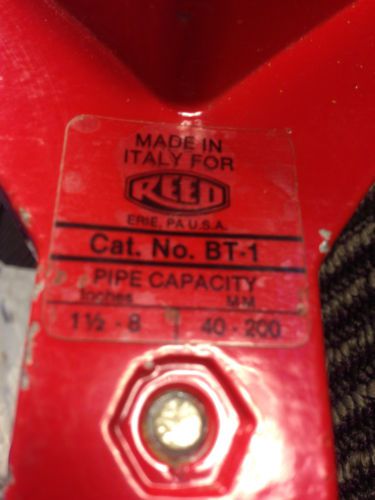 MADE IN
ITALY FOR
REED
ERIE, PA U.S.A.
Cat. No. BT-1
PIPE CAPACITY
Inches MM
1½ - 8 40 - 200